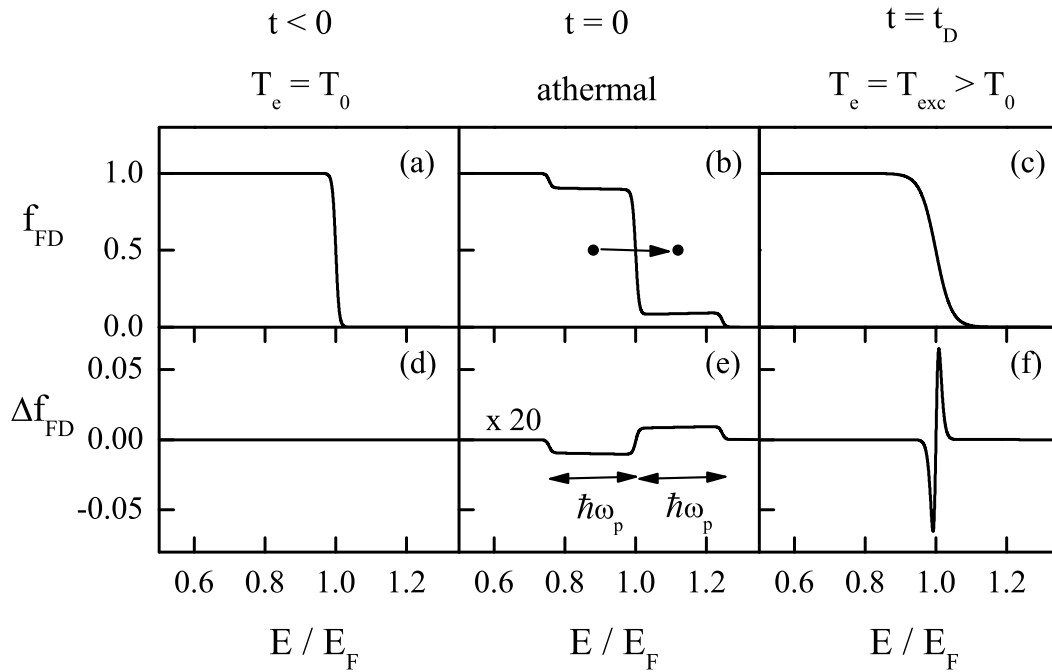 t < 0 t = 0 t = t_D
T_e = T_0 athermal T_e = T_exc > T_0
(a) (b) (c)
1.0
f_FD 0.5
0.0
(d) (e) (f)
0.05
Δf_FD 0.00 x 20
-0.05 ħω_p ħω_p
0.6 0.8 1.0 1.2 0.6 0.8 1.0 1.2 0.6 0.8 1.0 1.2
E / E_F E / E_F E / E_F